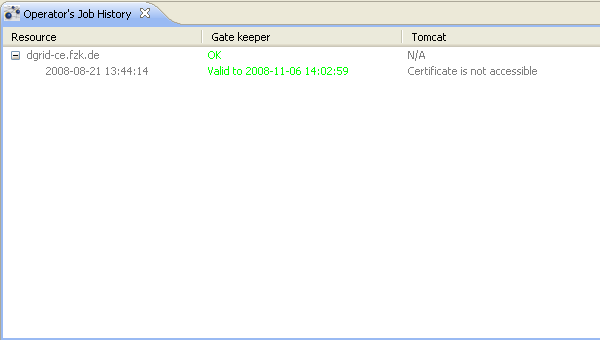 Operator's Job History
Resource Gate keeper Tomcat
dgrid-ce.fzk.de OK N/A
2008-08-21 13:44:14 Valid to 2008-11-06 14:02:59 Certificate is not accessible